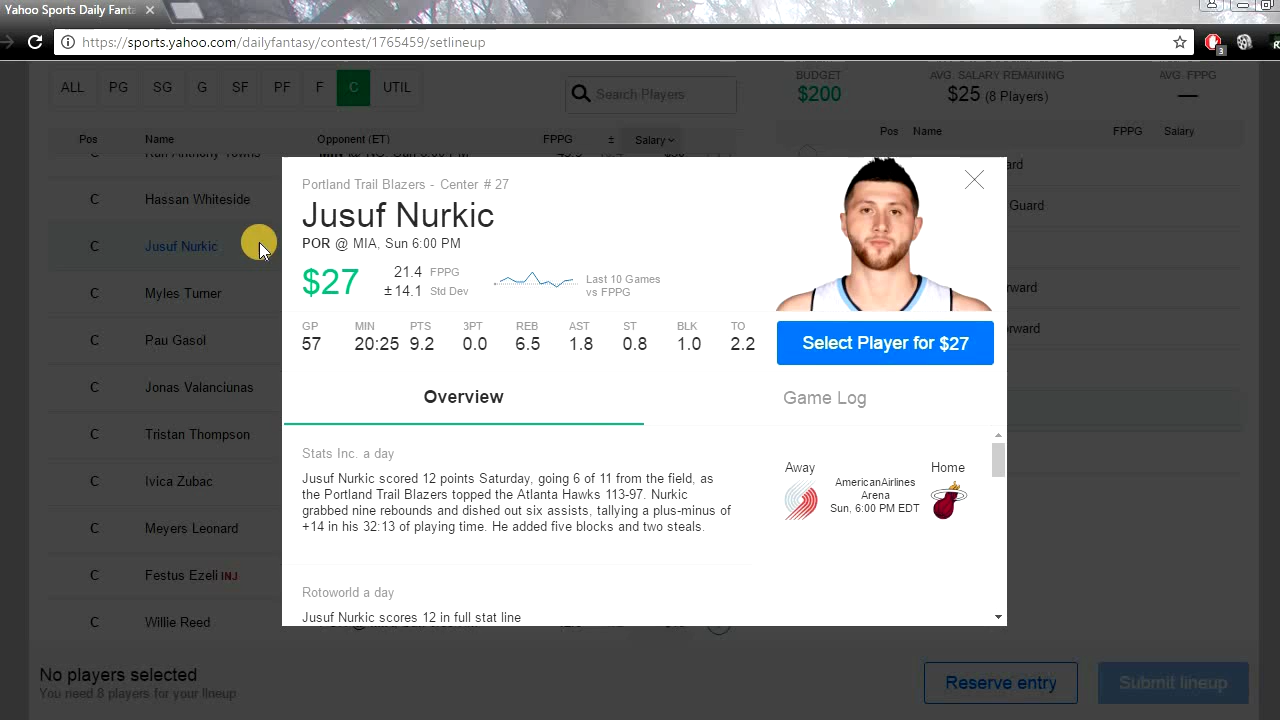 Yahoo Sports Daily Fanta
https://sports.yahoo.com/dailyfantasy/contest/1765459/setlineup
3
ALL PG SG G SF PF F C UTIL
Search Players
BUDGET
$200
AVG. SALARY REMAINING
$25 (8 Players)
AVG. FPPG
—
Pos Name Opponent (ET) FPPG ± Salary
Pos Name FPPG Salary
C Hassan Whiteside
C Jusuf Nurkic
C Myles Turner
C Pau Gasol
C Jonas Valanciunas
C Tristan Thompson
C Ivica Zubac
C Meyers Leonard
C Festus Ezeli INJ
C Willie Reed
Guard
Portland Trail Blazers - Center # 27
Jusuf Nurkic
POR @ MIA, Sun 6:00 PM
$27
21.4 FPPG
±14.1 Std Dev
Last 10 Games
vs FPPG
GP MIN PTS 3PT REB AST ST BLK TO
57 20:25 9.2 0.0 6.5 1.8 0.8 1.0 2.2
Select Player for $27
Overview
Game Log
Stats Inc. a day
Jusuf Nurkic scored 12 points Saturday, going 6 of 11 from the field, as
the Portland Trail Blazers topped the Atlanta Hawks 113-97. Nurkic
grabbed nine rebounds and dished out six assists, tallying a plus-minus of
+14 in his 32:13 of playing time. He added five blocks and two steals.
Away
Home
AmericanAirlines
Arena
Sun, 6:00 PM EDT
Rotoworld a day
Jusuf Nurkic scores 12 in full stat line
No players selected
You need 8 players for your lineup
Reserve entry
Submit lineup